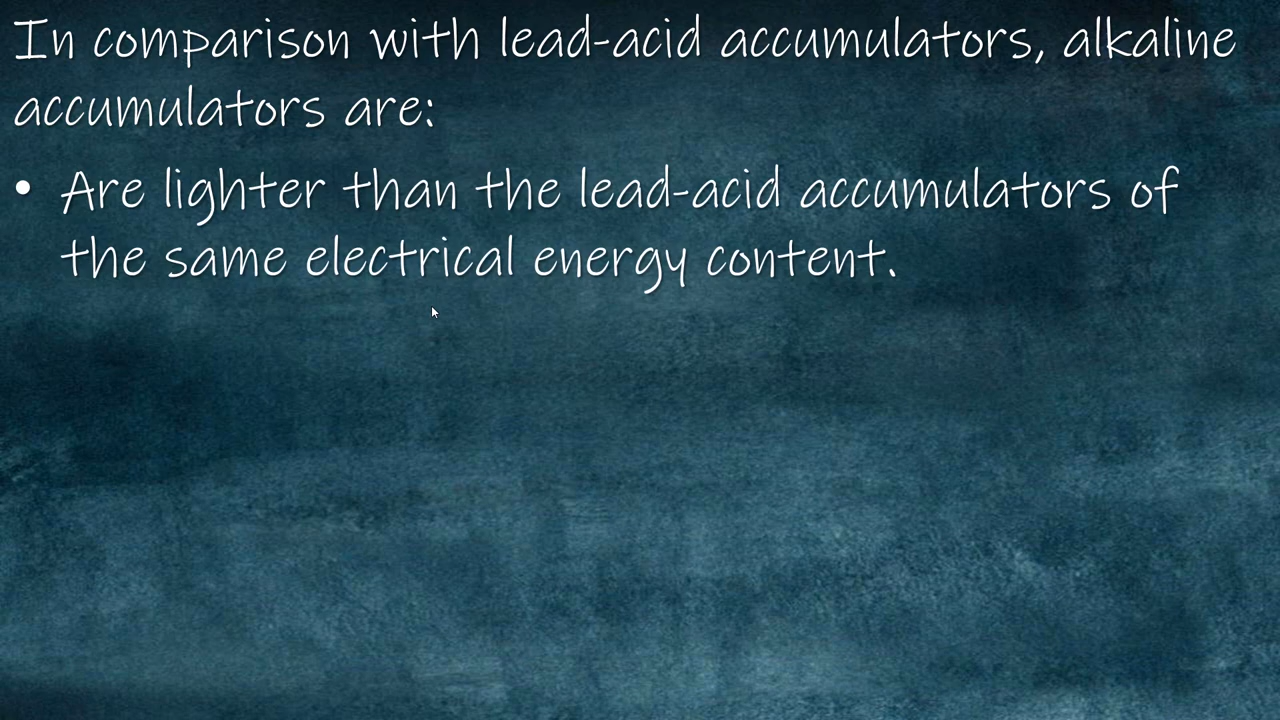 In comparison with lead-acid accumulators, alkaline
accumulators are:
• Are lighter than the lead-acid accumulators of
the same electrical energy content.